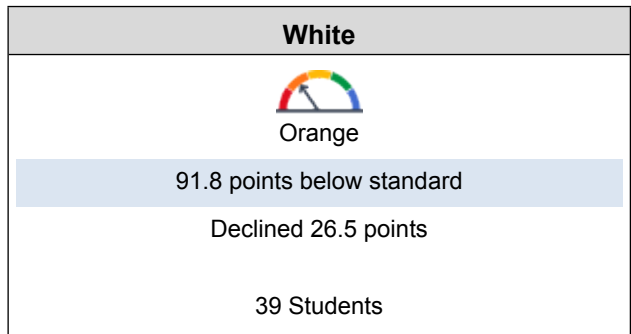 White
Orange
91.8 points below standard
Declined 26.5 points
39 Students